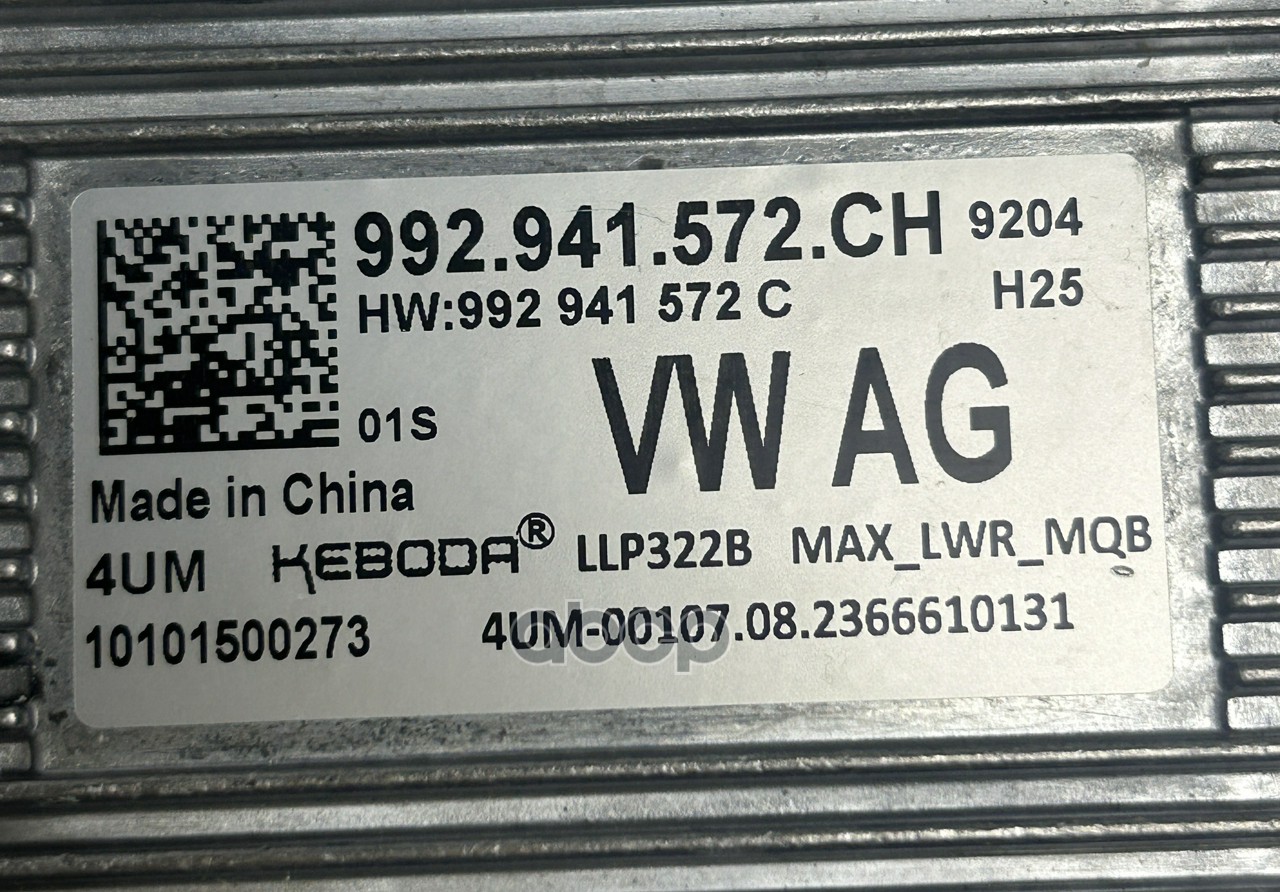 992.941.572.CH 9204
HW:992 941 572 C H25
VW AG
01S
Made in China
4UM KEBODA® LLP322B MAX_LWR_MQB
10101500273 4UM-00107.08.2366610131